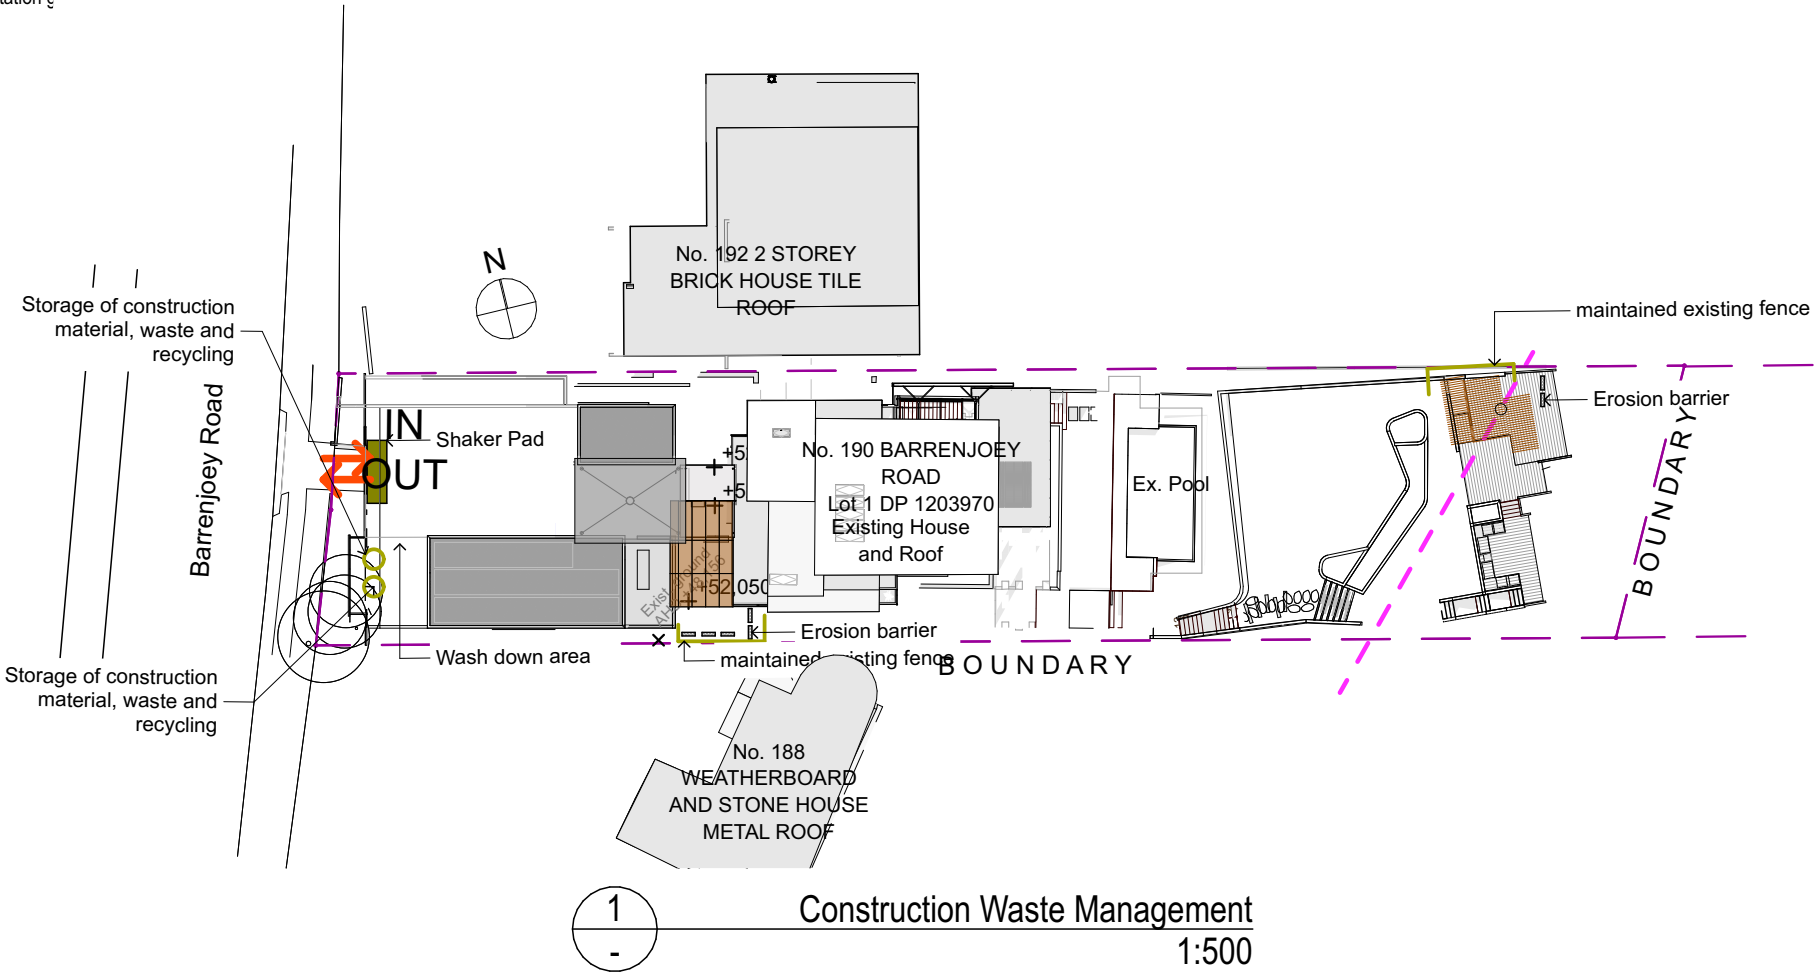 N
No. 192 2 STOREY
BRICK HOUSE TILE
ROOF
Storage of construction
material, waste and
recycling
maintained existing fence
Erosion barrier
Barrenjoey Road
IN
OUT
Shaker Pad
No. 190 BARRENJOEY
ROAD
Lot 1 DP 1203970
Existing House
and Roof
Ex. Pool
BOUNDARY
+52,050
Erosion barrier
maintained existing fence
Wash down area
BOUNDARY
Storage of construction
material, waste and
recycling
No. 188
WEATHERBOARD
AND STONE HOUSE
METAL ROOF
1
-
Construction Waste Management
1:500